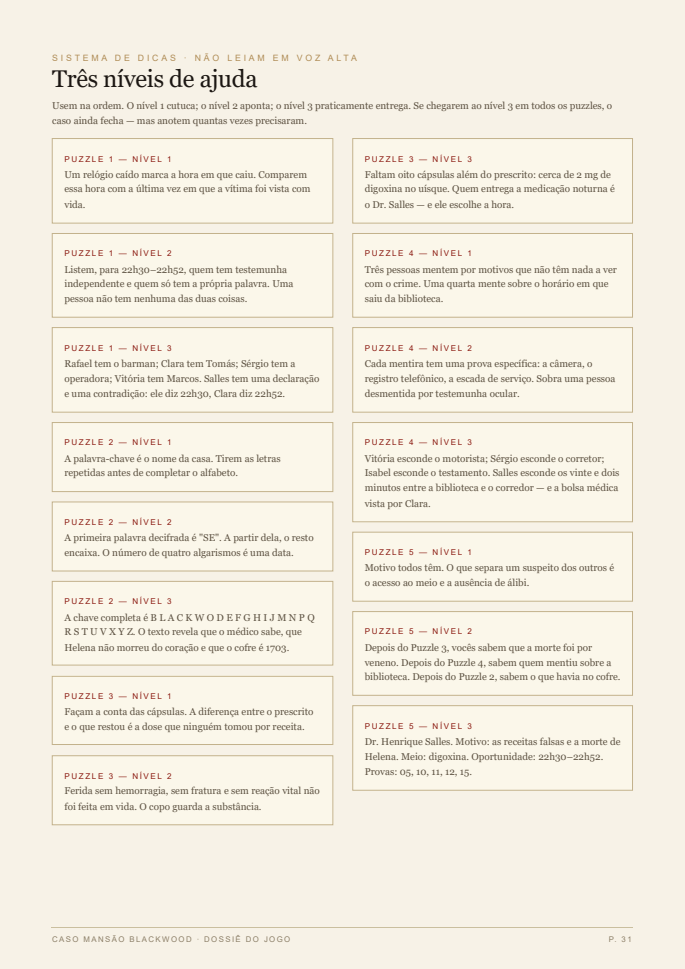 SISTEMA DE DICAS · NÃO LEIAM EM VOZ ALTA
Três níveis de ajuda
Usem na ordem. O nível 1 cutuca; o nível 2 aponta; o nível 3 praticamente entrega. Se chegarem ao nível 3 em todos os puzzles, o
caso ainda fecha — mas anotem quantas vezes precisaram.
PUZZLE 1 — NÍVEL 1
Um relógio caído marca a hora em que caiu. Comparem
essa hora com a última vez em que a vítima foi vista com
vida.
PUZZLE 1 — NÍVEL 2
Listem, para 22h30–22h52, quem tem testemunha
independente e quem só tem a própria palavra. Uma
pessoa não tem nenhuma das duas coisas.
PUZZLE 1 — NÍVEL 3
Rafael tem o barman; Clara tem Tomás; Sérgio tem a
operadora; Vitória tem Marcos. Salles tem uma declaração
e uma contradição: ele diz 22h30, Clara diz 22h52.
PUZZLE 2 — NÍVEL 1
A palavra-chave é o nome da casa. Tirem as letras
repetidas antes de completar o alfabeto.
PUZZLE 2 — NÍVEL 2
A primeira palavra decifrada é "SE". A partir dela, o resto
encaixa. O número de quatro algarismos é uma data.
PUZZLE 2 — NÍVEL 3
A chave completa é B L A C K W O D E F G H I J M N P Q
R S T U V X Y Z. O texto revela que o médico sabe, que
Helena não morreu do coração e que o cofre é 1703.
PUZZLE 3 — NÍVEL 1
Façam a conta das cápsulas. A diferença entre o prescrito
e o que restou é a dose que ninguém tomou por receita.
PUZZLE 3 — NÍVEL 2
Ferida sem hemorragia, sem fratura e sem reação vital não
foi feita em vida. O copo guarda a substância.
PUZZLE 3 — NÍVEL 3
Faltam oito cápsulas além do prescrito: cerca de 2 mg de
digoxina no uísque. Quem entrega a medicação noturna é
o Dr. Salles — e ele escolhe a hora.
PUZZLE 4 — NÍVEL 1
Três pessoas mentem por motivos que não têm nada a ver
com o crime. Uma quarta mente sobre o horário em que
saiu da biblioteca.
PUZZLE 4 — NÍVEL 2
Cada mentira tem uma prova específica: a câmera, o
registro telefônico, a escada de serviço. Sobra uma pessoa
desmentida por testemunha ocular.
PUZZLE 4 — NÍVEL 3
Vitória esconde o motorista; Sérgio esconde o corretor;
Isabel esconde o testamento. Salles esconde os vinte e dois
minutos entre a biblioteca e o corredor — e a bolsa médica
vista por Clara.
PUZZLE 5 — NÍVEL 1
Motivo todos têm. O que separa um suspeito dos outros é
o acesso ao meio e a ausência de álibi.
PUZZLE 5 — NÍVEL 2
Depois do Puzzle 3, vocês sabem que a morte foi por
veneno. Depois do Puzzle 4, sabem quem mentiu sobre a
biblioteca. Depois do Puzzle 2, sabem o que havia no cofre.
PUZZLE 5 — NÍVEL 3
Dr. Henrique Salles. Motivo: as receitas falsas e a morte de
Helena. Meio: digoxina. Oportunidade: 22h30–22h52.
Provas: 05, 10, 11, 12, 15.
CASO MANSÃO BLACKWOOD · DOSSIÊ DO JOGO
P. 31